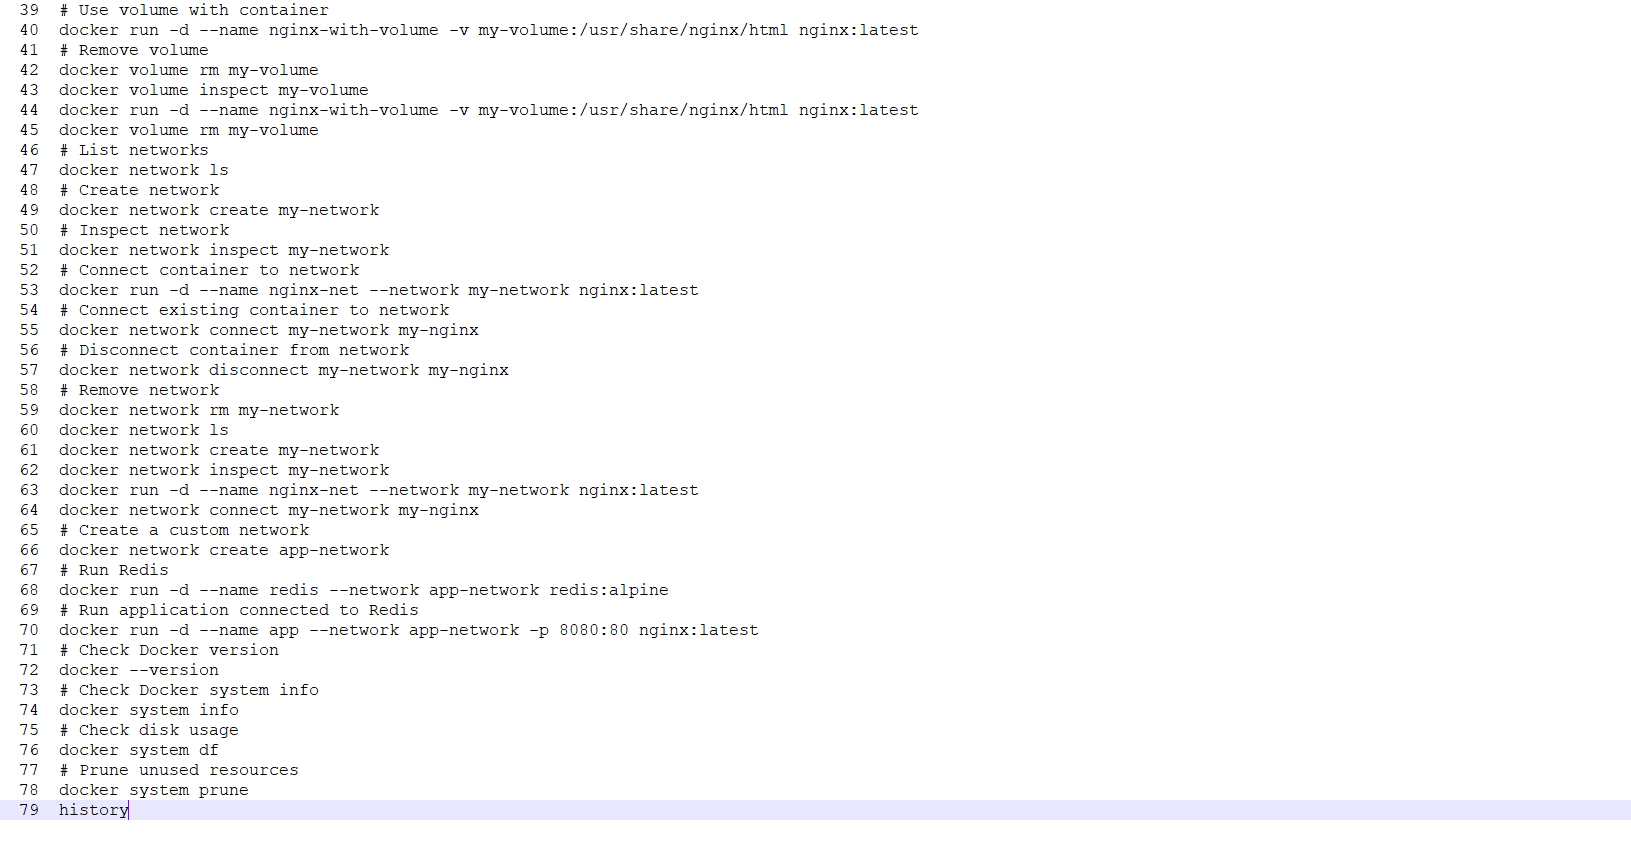 39 # Use volume with container
40 docker run -d --name nginx-with-volume -v my-volume:/usr/share/nginx/html nginx:latest
41 # Remove volume
42 docker volume rm my-volume
43 docker volume inspect my-volume
44 docker run -d --name nginx-with-volume -v my-volume:/usr/share/nginx/html nginx:latest
45 docker volume rm my-volume
46 # List networks
47 docker network ls
48 # Create network
49 docker network create my-network
50 # Inspect network
51 docker network inspect my-network
52 # Connect container to network
53 docker run -d --name nginx-net --network my-network nginx:latest
54 # Connect existing container to network
55 docker network connect my-network my-nginx
56 # Disconnect container from network
57 docker network disconnect my-network my-nginx
58 # Remove network
59 docker network rm my-network
60 docker network ls
61 docker network create my-network
62 docker network inspect my-network
63 docker run -d --name nginx-net --network my-network nginx:latest
64 docker network connect my-network my-nginx
65 # Create a custom network
66 docker network create app-network
67 # Run Redis
68 docker run -d --name redis --network app-network redis:alpine
69 # Run application connected to Redis
70 docker run -d --name app --network app-network -p 8080:80 nginx:latest
71 # Check Docker version
72 docker --version
73 # Check Docker system info
74 docker system info
75 # Check disk usage
76 docker system df
77 # Prune unused resources
78 docker system prune
79 history